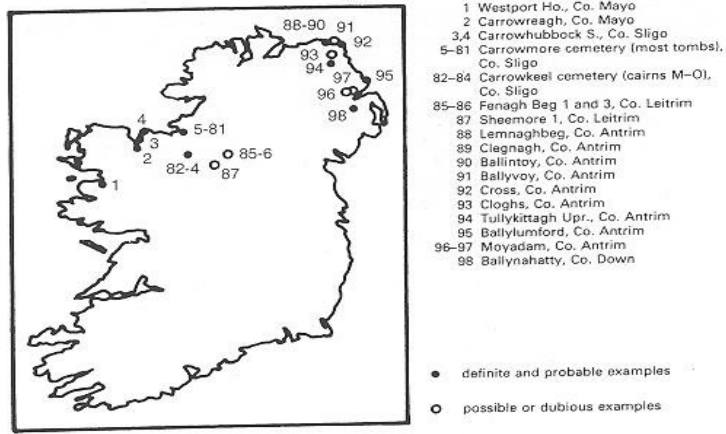 88-90
91
92
93
94
95
97
96
98
4
3
5-81
2
82-4
85-6
87
1
1 Westport Ho., Co. Mayo
2 Carrowreagh, Co. Mayo
3,4 Carrowhubbock S., Co. Sligo
5-81 Carrowmore cemetery (most tombs),
Co. Sligo
82-84 Carrowkeel cemetery (cairns M-O),
Co. Sligo
85-86 Fenagh Beg 1 and 3, Co. Leitrim
87 Sheemore 1, Co. Leitrim
88 Lemnaghbeg, Co. Antrim
89 Clegnagh, Co. Antrim
90 Ballintoy, Co. Antrim
91 Ballyvoy, Co. Antrim
92 Cross, Co. Antrim
93 Cloghs, Co. Antrim
94 Tullykittagh Upr., Co. Antrim
95 Ballylumford, Co. Antrim
96-97 Moyadam, Co. Antrim
98 Ballynahatty, Co. Down
definite and probable examples
possible or dubious examples